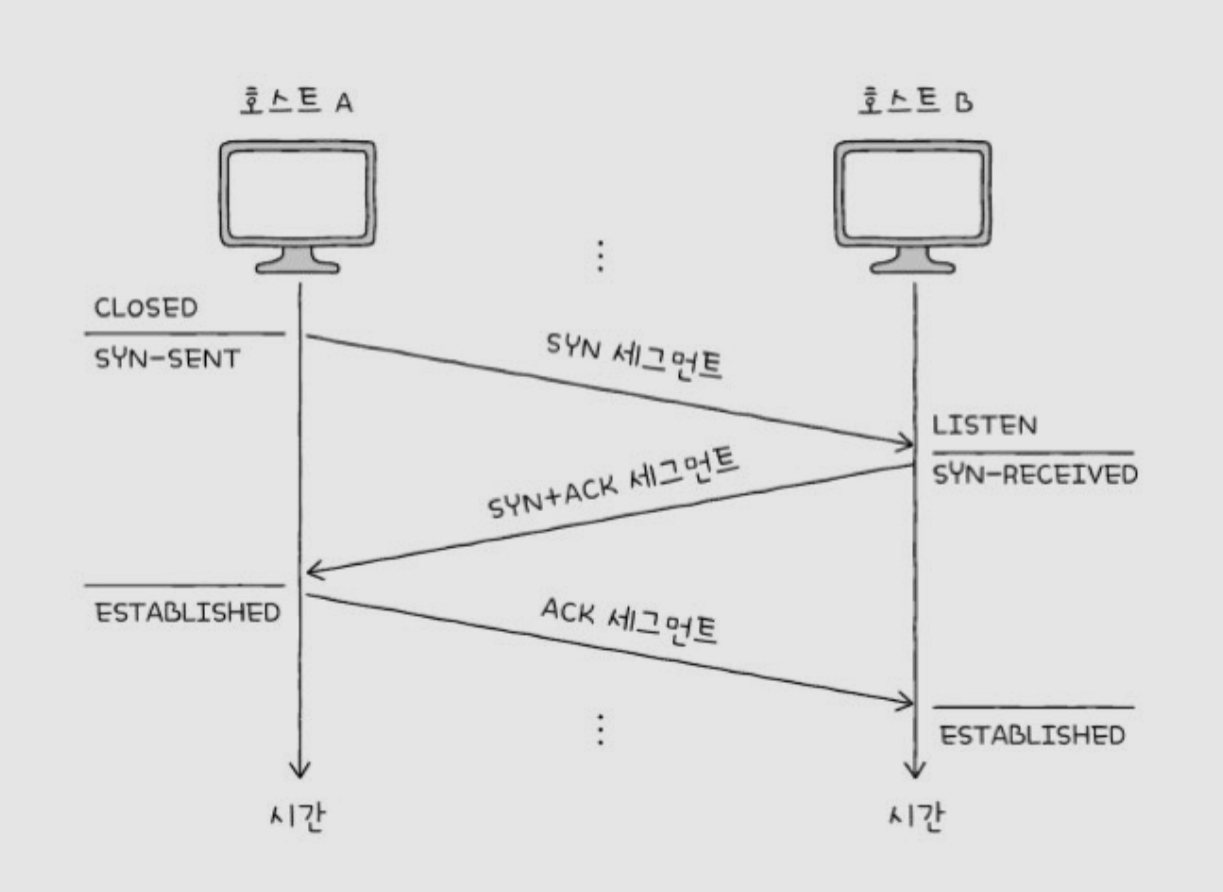 호스트 A
호스트 B
CLOSED
SYN-SENT
SYN 세그먼트
LISTEN
SYN-RECEIVED
SYN+ACK 세그먼트
ESTABLISHED
ACK 세그먼트
ESTABLISHED
시간
시간